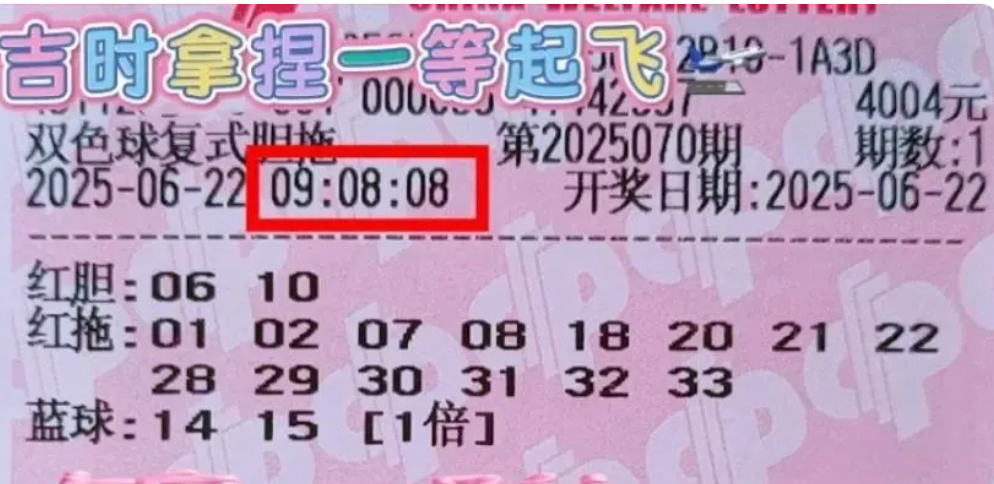 CHINA WELFARE LOTTERY
吉时拿捏一等起飞
-1A3D
4004元
双色球复式胆拖 第2025070期 期数:1
2025-06-22 09:08:08 开奖日期:2025-06-22
红胆:06 10
红拖:01 02 07 08 18 20 21 22
28 29 30 31 32 33
蓝球:14 15 [1倍]